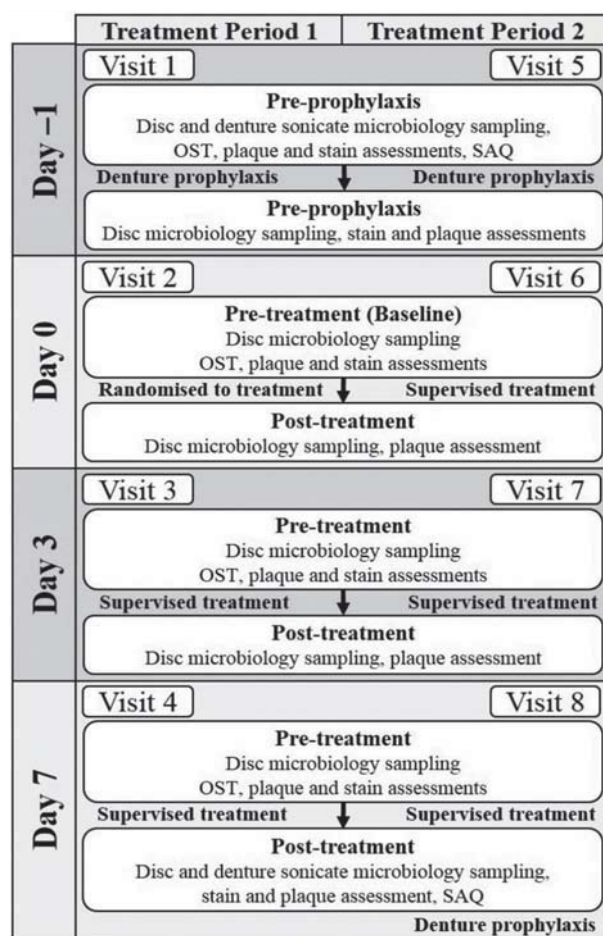 Treatment Period 1 Treatment Period 2
Day −1
Visit 1 Visit 5
Pre-prophylaxis
Disc and denture sonicate microbiology sampling,
OST, plaque and stain assessments, SAQ
Denture prophylaxis Denture prophylaxis
Pre-prophylaxis
Disc microbiology sampling, stain and plaque assessments
Day 0
Visit 2 Visit 6
Pre-treatment (Baseline)
Disc microbiology sampling
OST, plaque and stain assessments
Randomised to treatment Supervised treatment
Post-treatment
Disc microbiology sampling, plaque assessment
Day 3
Visit 3 Visit 7
Pre-treatment
Disc microbiology sampling
OST, plaque and stain assessments
Supervised treatment Supervised treatment
Post-treatment
Disc microbiology sampling, plaque assessment
Day 7
Visit 4 Visit 8
Pre-treatment
Disc microbiology sampling
OST, plaque and stain assessments
Supervised treatment Supervised treatment
Post-treatment
Disc and denture sonicate microbiology sampling,
stain and plaque assessment, SAQ
Denture prophylaxis